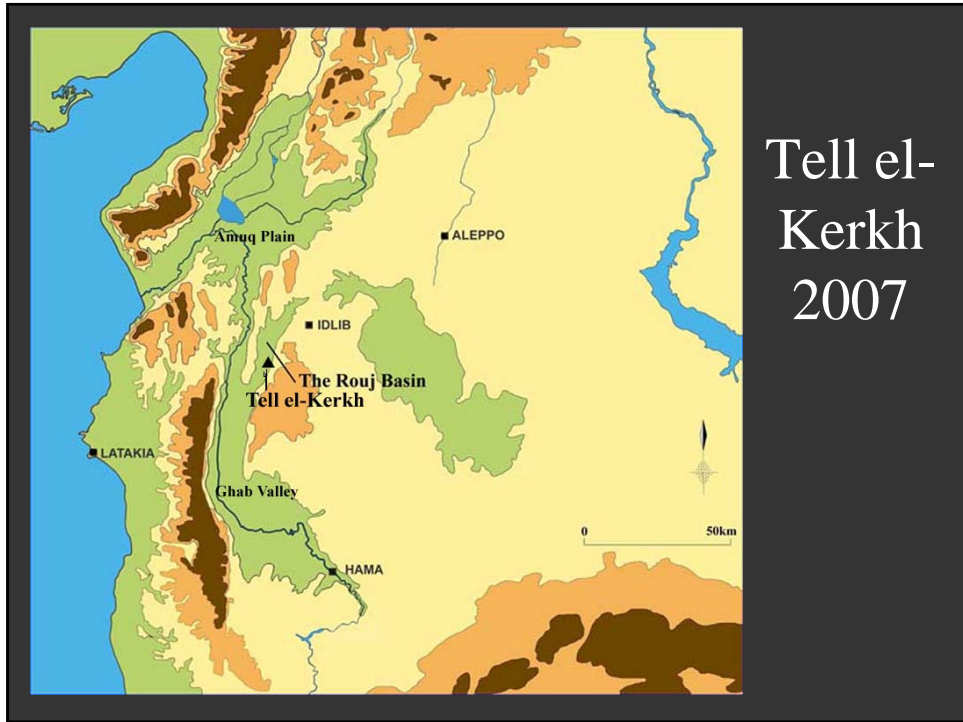 Tell el-
Kerkh
2007
Amuq Plain
ALEPPO
IDLIB
The Rouj Basin
Tell el-Kerkh
LATAKIA
Ghab Valley
0 50km
HAMA